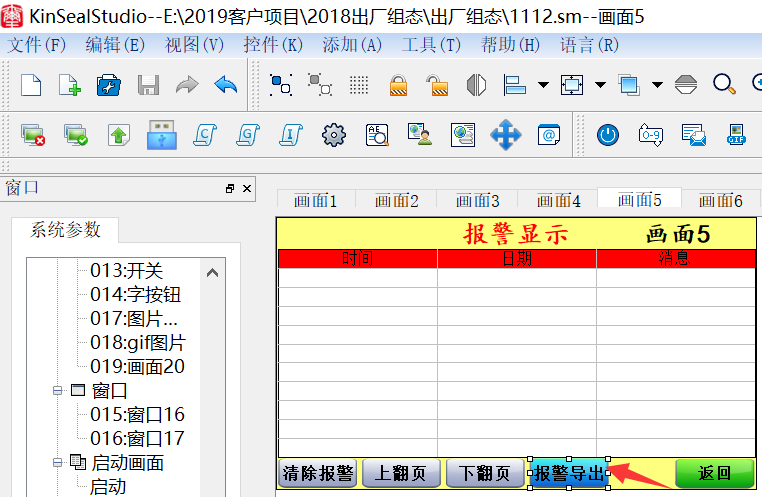 KinSealStudio--E:\2019客户项目\2018出厂组态\出厂组态\1112.sm--画面5
文件(F) 编辑(E) 视图(V) 控件(K) 添加(A) 工具(T) 帮助(H) 语言(R)
C G I AE 0-9 GIF
窗口
画面1 画面2 画面3 画面4 画面5 画面6
系统参数
报警显示 画面5
时间 日期 消息
013:开关
014:字按钮
017:图片...
018:gif图片
019:画面20
窗口
015:窗口16
016:窗口17
启动画面
启动
清除报警 上翻页 下翻页 报警导出 返回